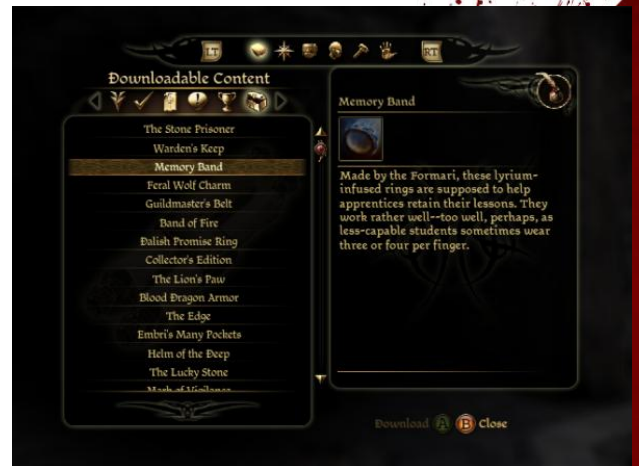 LT
RT
Downloadable Content
The Stone Prisoner
Warden's Keep
Memory Band
Feral Wolf Charm
Guildmaster's Belt
Band of Fire
Dalish Promise Ring
Collector's Edition
The Lion's Paw
Blood Dragon Armor
The Edge
Embri's Many Pockets
Helm of the Deep
The Lucky Stone
Mark of Vigilance
Memory Band
Made by the Formari, these lyrium-
infused rings are supposed to help
apprentices retain their lessons. They
work rather well--too well, perhaps, as
less-capable students sometimes wear
three or four per finger.
Download A B Close